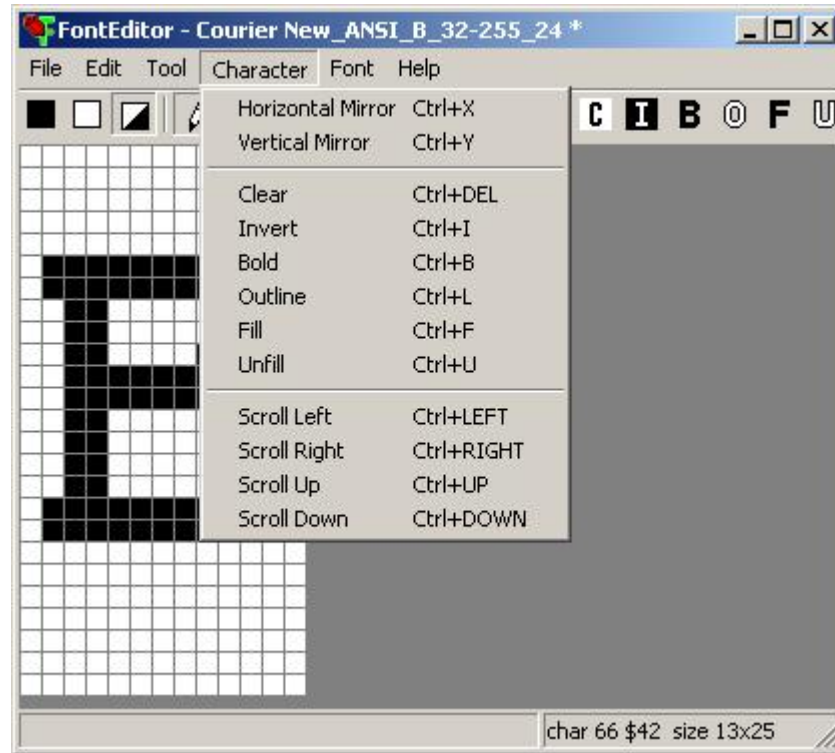 FontEditor - Courier New_ANSI_B_32-255_24 *
File Edit Tool Character Font Help
C I B O F U
Horizontal Mirror Ctrl+X
Vertical Mirror Ctrl+Y
Clear Ctrl+DEL
Invert Ctrl+I
Bold Ctrl+B
Outline Ctrl+L
Fill Ctrl+F
Unfill Ctrl+U
Scroll Left Ctrl+LEFT
Scroll Right Ctrl+RIGHT
Scroll Up Ctrl+UP
Scroll Down Ctrl+DOWN
char 66 $42 size 13x25